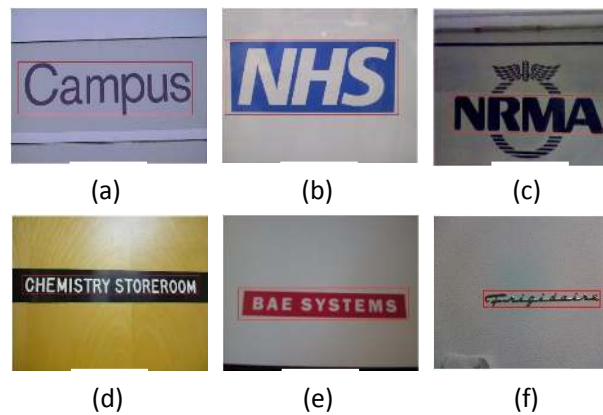 Campus
NHS
NRMA
(a)
(b)
(c)
CHEMISTRY STOREROOM
BAE SYSTEMS
Frigidaire
(d)
(e)
(f)